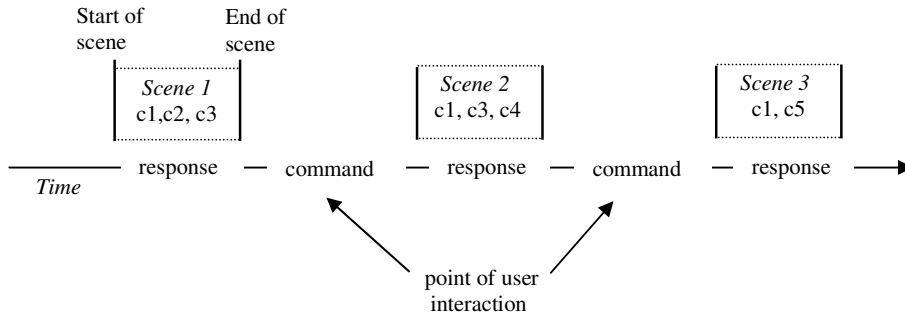 Start of
scene
End of
scene
Scene 1
c1,c2, c3
Scene 2
c1, c3, c4
Scene 3
c1, c5
response command response command response
Time
point of user
interaction